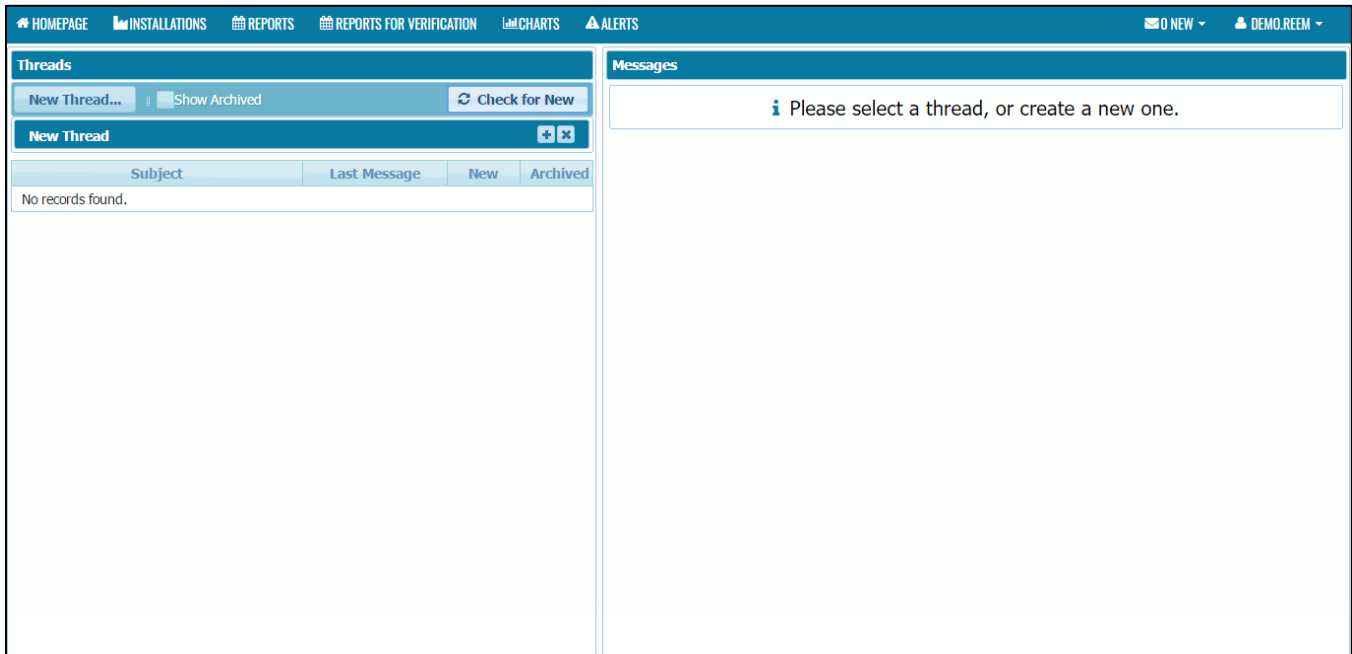 HOMEPAGE INSTALLATIONS REPORTS REPORTS FOR VERIFICATION CHARTS ALERTS 0 NEW DEMO.REEM
Threads
New Thread... Show Archived Check for New
New Thread
Subject Last Message New Archived
No records found.
Messages
Please select a thread, or create a new one.